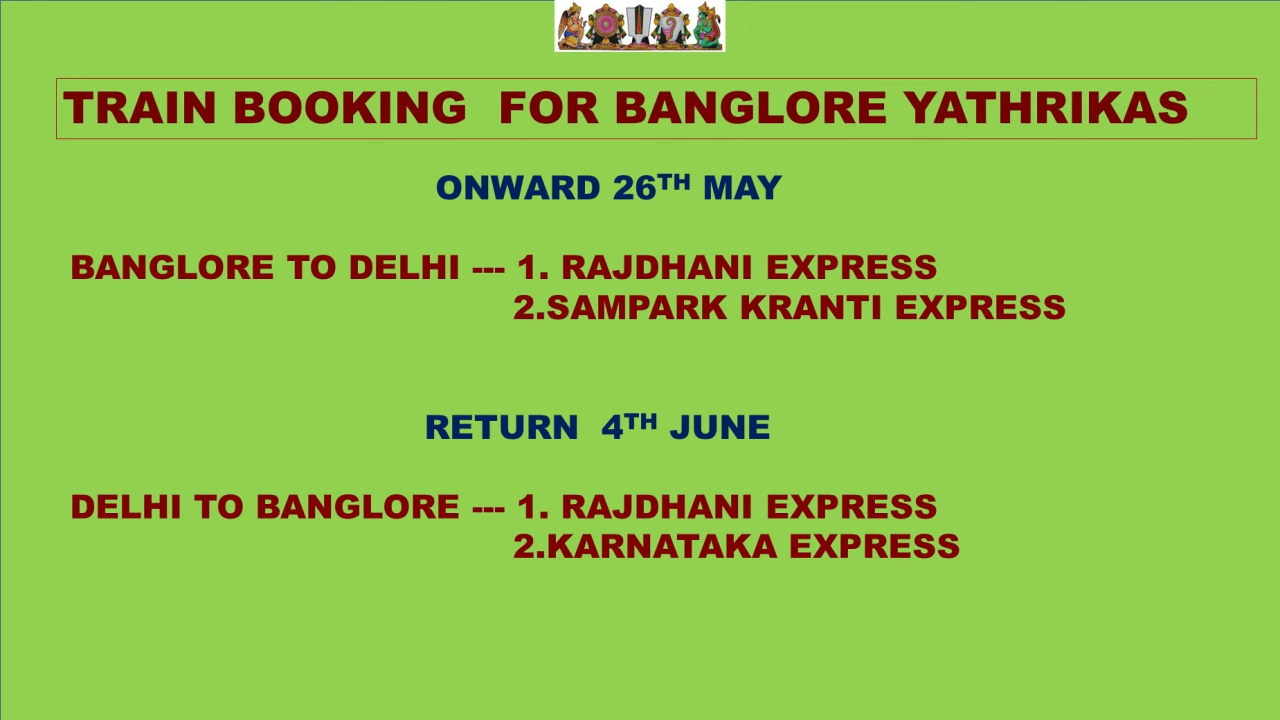 TRAIN BOOKING  FOR BANGLORE YATHRIKAS
ONWARD 26TH MAY
BANGLORE TO DELHI --- 1. RAJDHANI EXPRESS
2.SAMPARK KRANTI EXPRESS
RETURN  4TH JUNE
DELHI TO BANGLORE --- 1. RAJDHANI EXPRESS
2.KARNATAKA EXPRESS